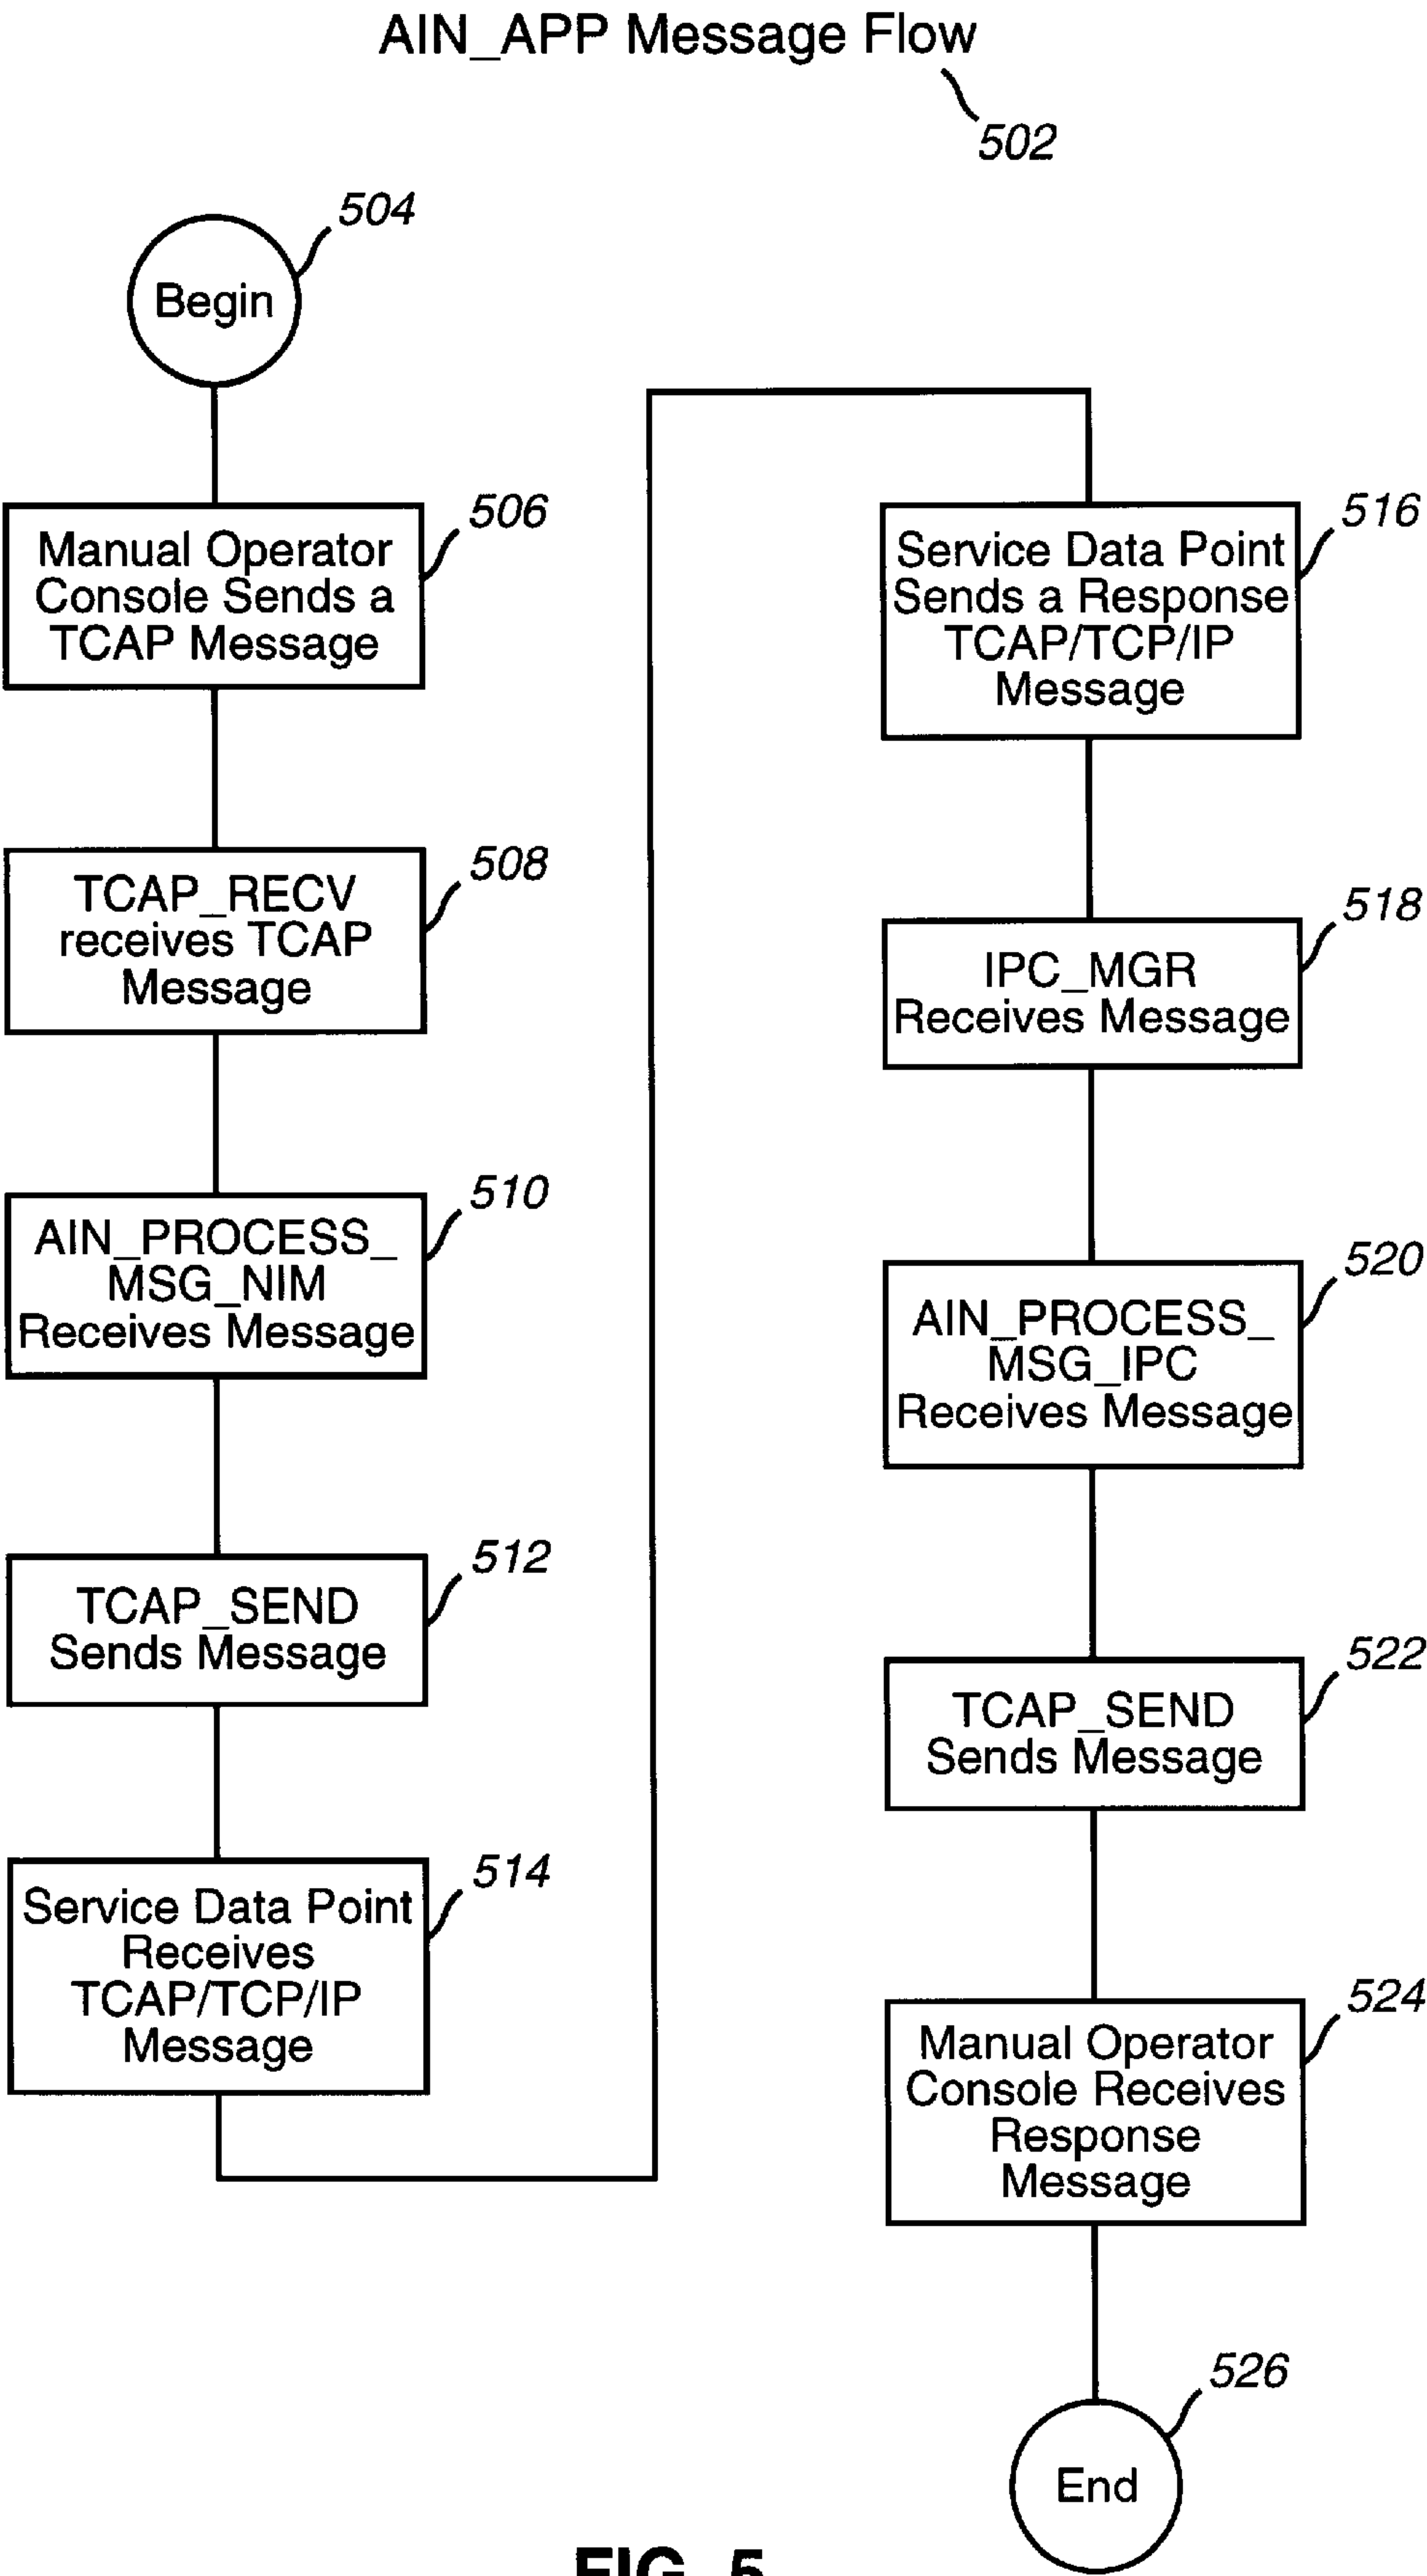 AIN_APP Message Flow
502
504
Begin
506
Manual Operator
Console Sends a
TCAP Message
508
TCAP_RECV
receives TCAP
Message
510
AIN_PROCESS_
MSG_NIM
Receives Message
512
TCAP_SEND
Sends Message
514
Service Data Point
Receives
TCAP/TCP/IP
Message
516
Service Data Point
Sends a Response
TCAP/TCP/IP
Message
518
IPC_MGR
Receives Message
520
AIN_PROCESS_
MSG_IPC
Receives Message
522
TCAP_SEND
Sends Message
524
Manual Operator
Console Receives
Response
Message
526
End
FIG. 5